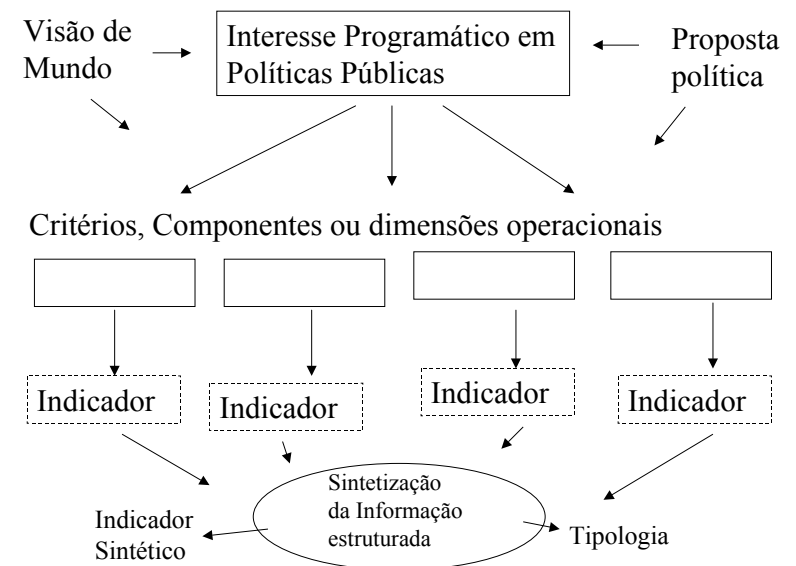 Visão de
Mundo
Interesse Programático em
Políticas Públicas
Proposta
política
Critérios, Componentes ou dimensões operacionais
Indicador
Indicador
Indicador
Indicador
Sintetização
da Informação
estruturada
Indicador
Sintético
Tipologia